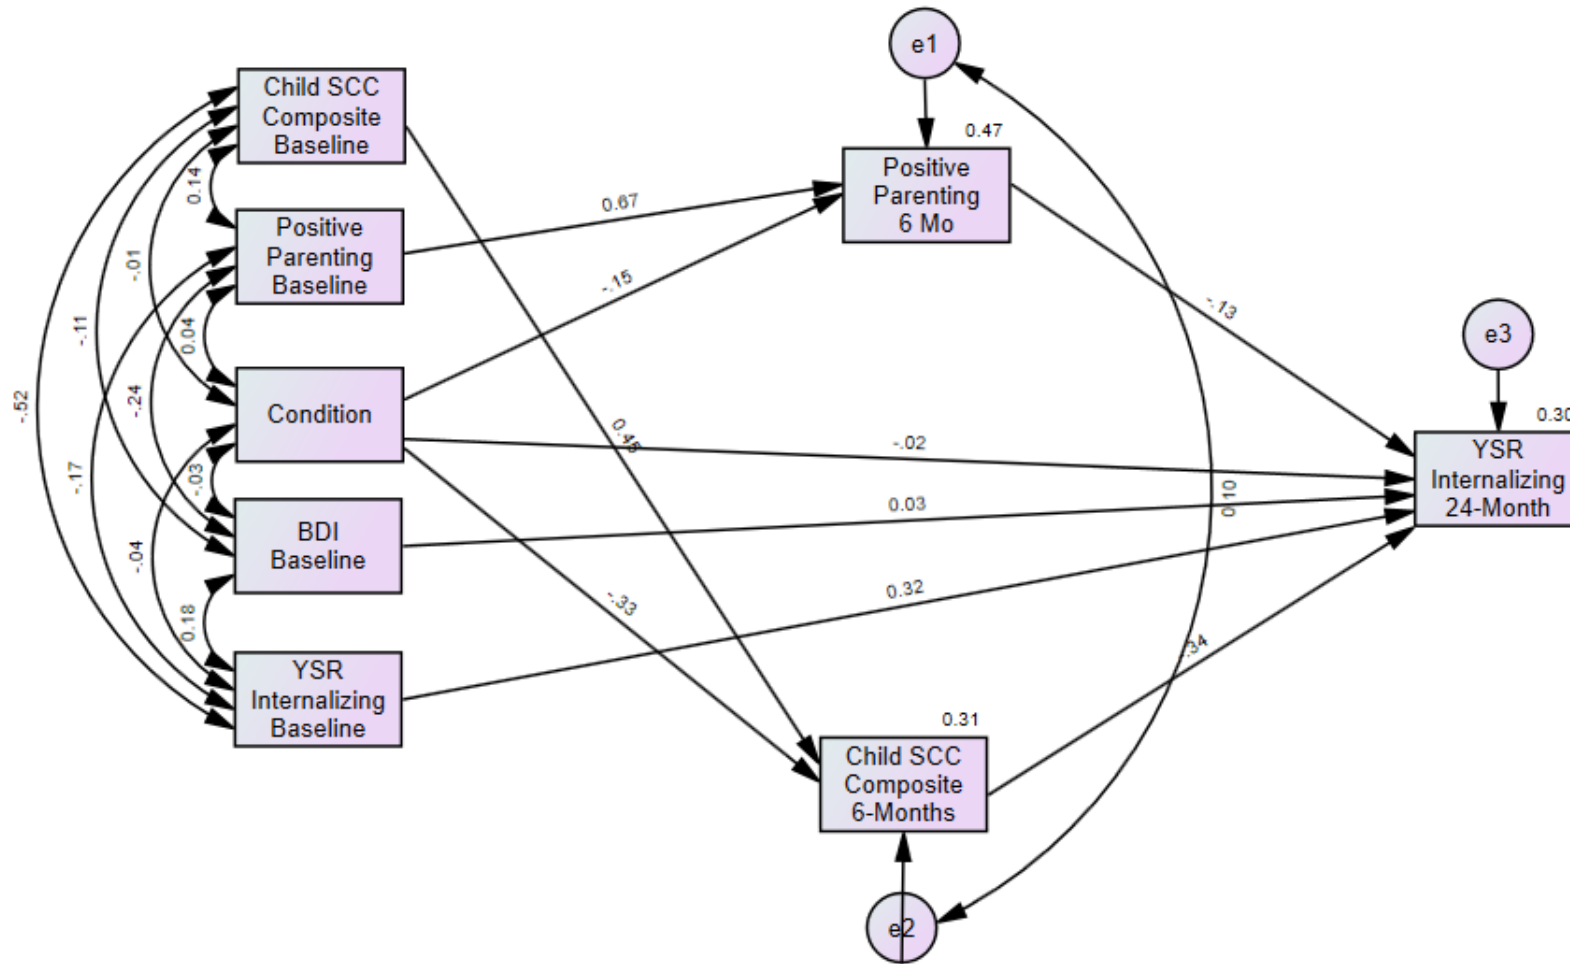 e1
Child SCC
Composite
Baseline
0.47
Positive
Parenting
6 Mo
0.14
0.67
Positive
Parenting
Baseline
-.01
-.15
-.13
-.11
0.04
-.24
-.52
e3
0.30
Condition
0.45
-.02
YSR
Internalizing
24-Month
-.17
-.03
0.03
0.10
BDI
Baseline
-.04
0.32
-.33
0.18
-.34
YSR
Internalizing
Baseline
0.31
Child SCC
Composite
6-Months
e2